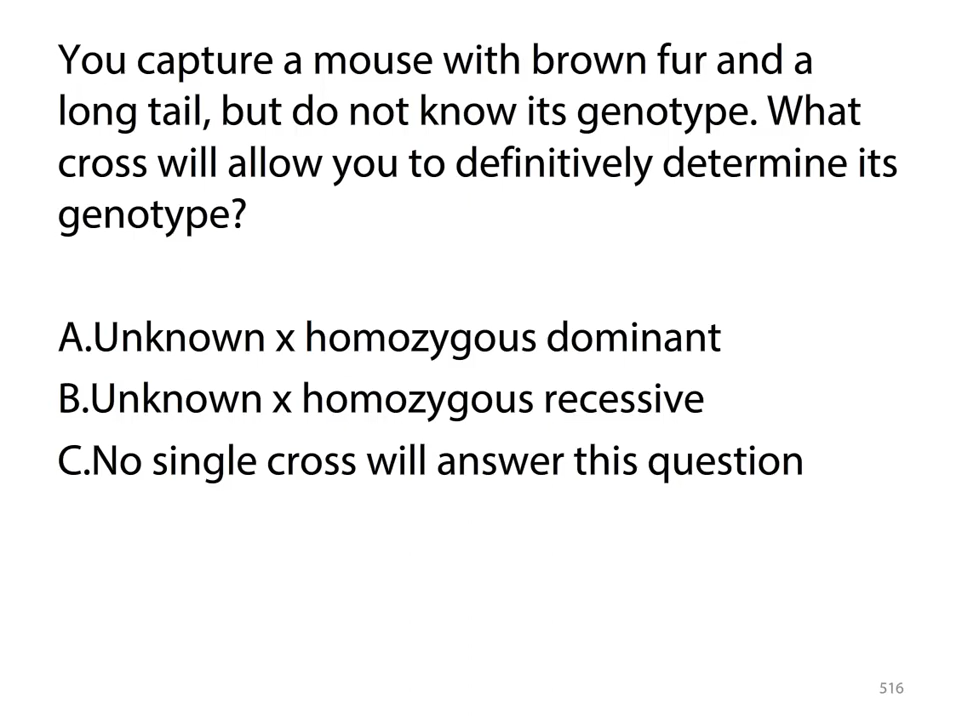 You capture a mouse with brown fur and a
long tail, but do not know its genotype. What
cross will allow you to definitively determine its
genotype?
A.Unknown x homozygous dominant
B.Unknown x homozygous recessive
C.No single cross will answer this question
516